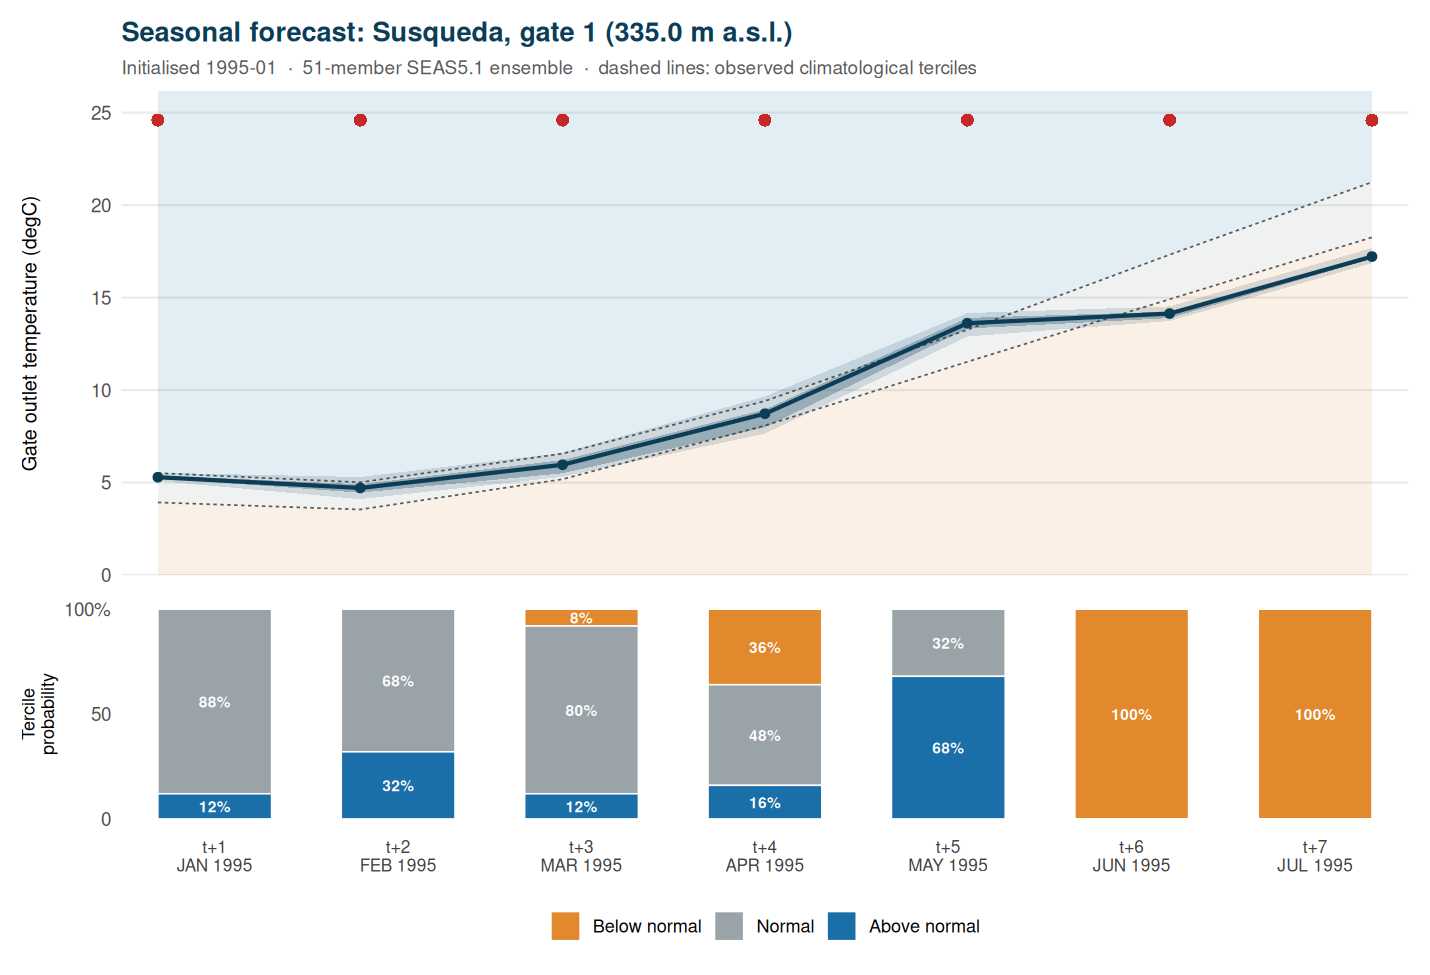 Seasonal forecast: Susqueda, gate 1 (335.0 m a.s.l.)
Initialised 1995-01 · 51-member SEAS5.1 ensemble · dashed lines: observed climatological terciles
Gate outlet temperature (degC)
25
20
15
10
5
0
Tercile
probability
100%
50
0
88%
12%
68%
32%
8%
80%
12%
36%
48%
16%
32%
68%
100%
100%
t+1 t+2 t+3 t+4 t+5 t+6 t+7
JAN 1995 FEB 1995 MAR 1995 APR 1995 MAY 1995 JUN 1995 JUL 1995
Below normal Normal Above normal